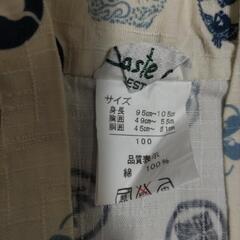 サイズ
身長 95cm～105cm
胸囲 49cm～55cm
胴囲 45cm～51cm
100
品質表示
綿 100%